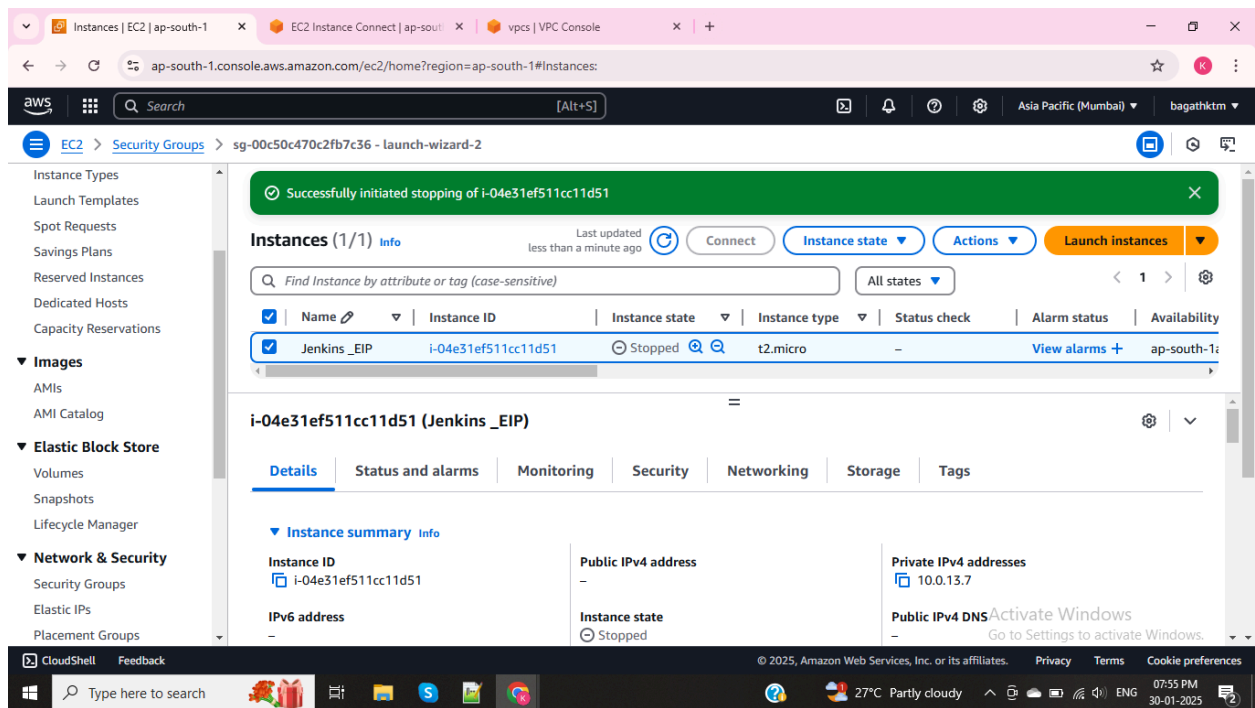 Instances | EC2 | ap-south-1
EC2 Instance Connect | ap-sout
vpcs | VPC Console
ap-south-1.console.aws.amazon.com/ec2/home?region=ap-south-1#Instances:
K
aws
Search
[Alt+S]
Asia Pacific (Mumbai)
bagathktm
EC2 > Security Groups > sg-00c50c470c2fb7c36 - launch-wizard-2
Instance Types
Launch Templates
Spot Requests
Savings Plans
Reserved Instances
Dedicated Hosts
Capacity Reservations
Images
AMIs
AMI Catalog
Elastic Block Store
Volumes
Snapshots
Lifecycle Manager
Network & Security
Security Groups
Elastic IPs
Placement Groups
Successfully initiated stopping of i-04e31ef511cc11d51
Instances (1/1) Info
Last updated
less than a minute ago
Connect
Instance state
Actions
Launch instances
Find Instance by attribute or tag (case-sensitive)
All states
1
Name
Instance ID
Instance state
Instance type
Status check
Alarm status
Availability
Jenkins _EIP
i-04e31ef511cc11d51
Stopped
t2.micro
–
View alarms +
ap-south-1a
i-04e31ef511cc11d51 (Jenkins _EIP)
Details
Status and alarms
Monitoring
Security
Networking
Storage
Tags
Instance summary Info
Instance ID
i-04e31ef511cc11d51
Public IPv4 address
–
Private IPv4 addresses
10.0.13.7
IPv6 address
–
Instance state
Stopped
Public IPv4 DNS
–
Activate Windows
Go to Settings to activate Windows.
CloudShell
Feedback
© 2025, Amazon Web Services, Inc. or its affiliates.
Privacy
Terms
Cookie preferences
Type here to search
27°C Partly cloudy
ENG
07:55 PM
30-01-2025
2